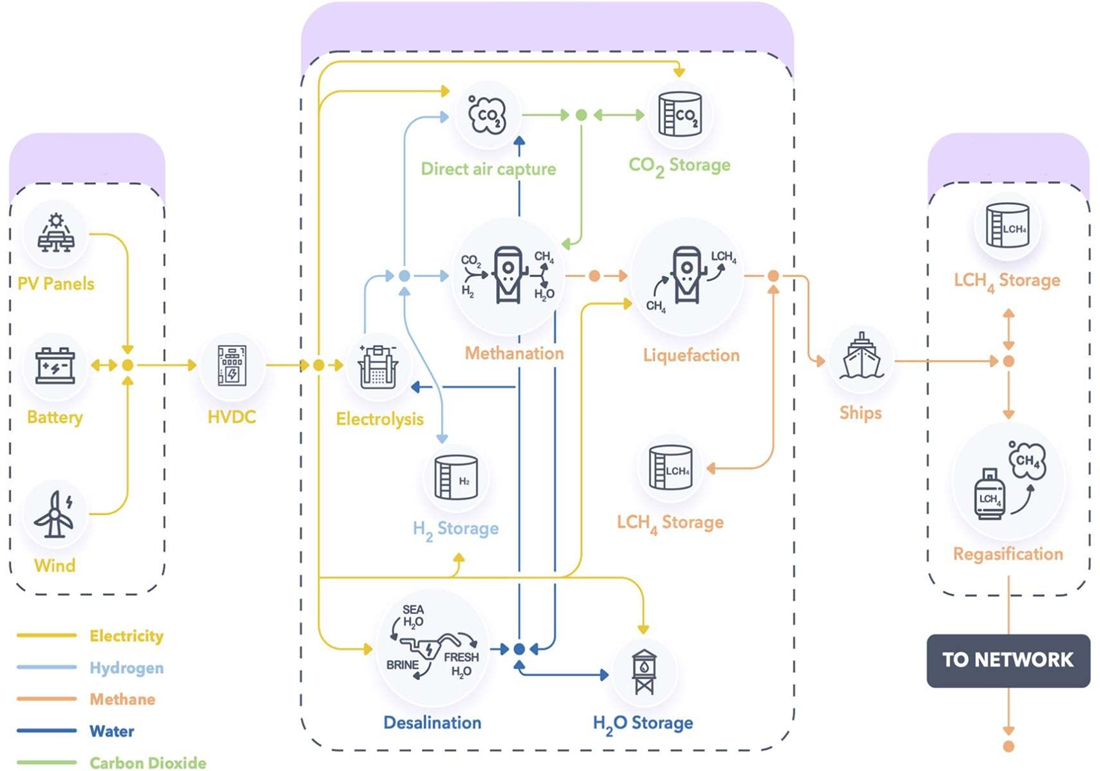 CO2
Direct air capture
CO2
CO2 Storage
PV Panels
Battery
Wind
HVDC
Electrolysis
CO2
H2
CH4
H2O
Methanation
CH4
LCH4
Liquefaction
H2
H2 Storage
LCH4
LCH4 Storage
SEA
H2O
BRINE
FRESH
H2O
Desalination
H2O Storage
Ships
LCH4
LCH4 Storage
LCH4
CH4
Regasification
TO NETWORK
Electricity
Hydrogen
Methane
Water
Carbon Dioxide